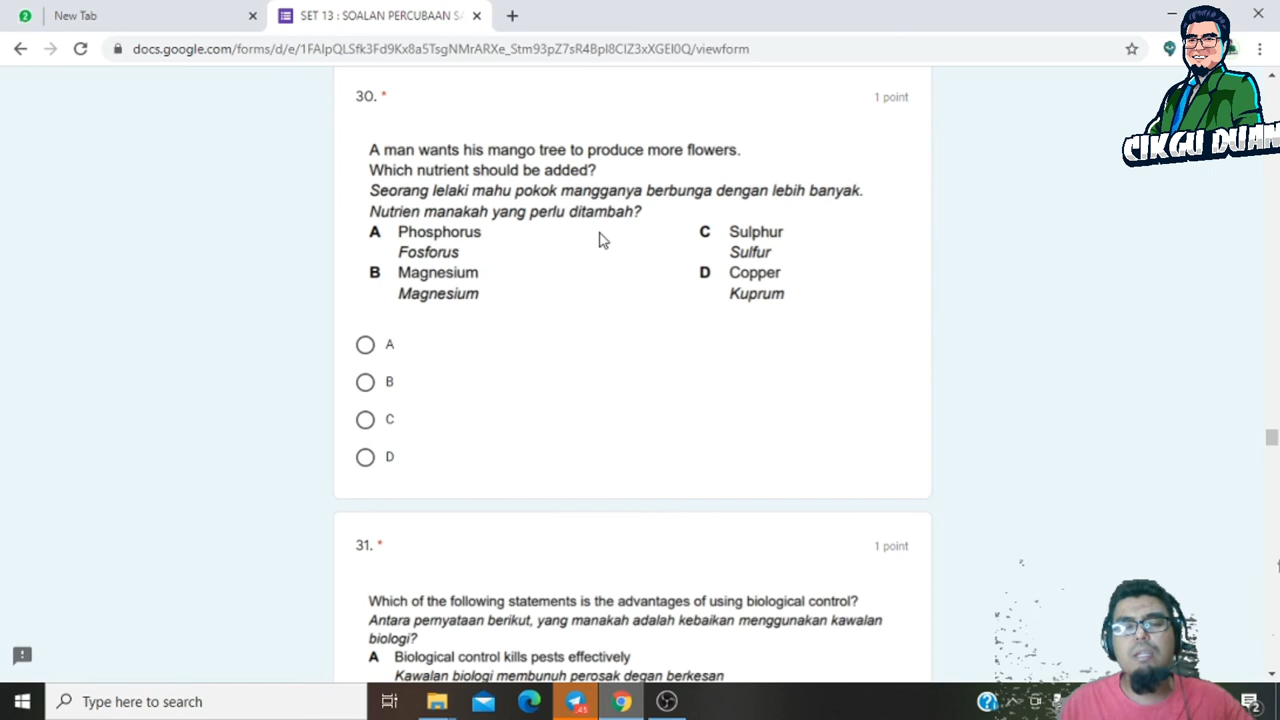 New Tab
SET 13 : SOALAN PERCUBAAN SA
docs.google.com/forms/d/e/1FAIpQLSfk3Fd9Kx8a5TsgNMrARXe_Stm93pZ7sR4Bpl8CIZ3xXGEl0Q/viewform
CIKGU DUAN
30. *
1 point
A man wants his mango tree to produce more flowers.
Which nutrient should be added?
Seorang lelaki mahu pokok mangganya berbunga dengan lebih banyak.
Nutrien manakah yang perlu ditambah?
A Phosphorus C Sulphur
Fosforus Sulfur
B Magnesium D Copper
Magnesium Kuprum
A
B
C
D
31. *
1 point
Which of the following statements is the advantages of using biological control?
Antara pernyataan berikut, yang manakah adalah kebaikan menggunakan kawalan
biologi?
A Biological control kills pests effectively
Kawalan biologi membunuh perosak degan berkesan
Type here to search